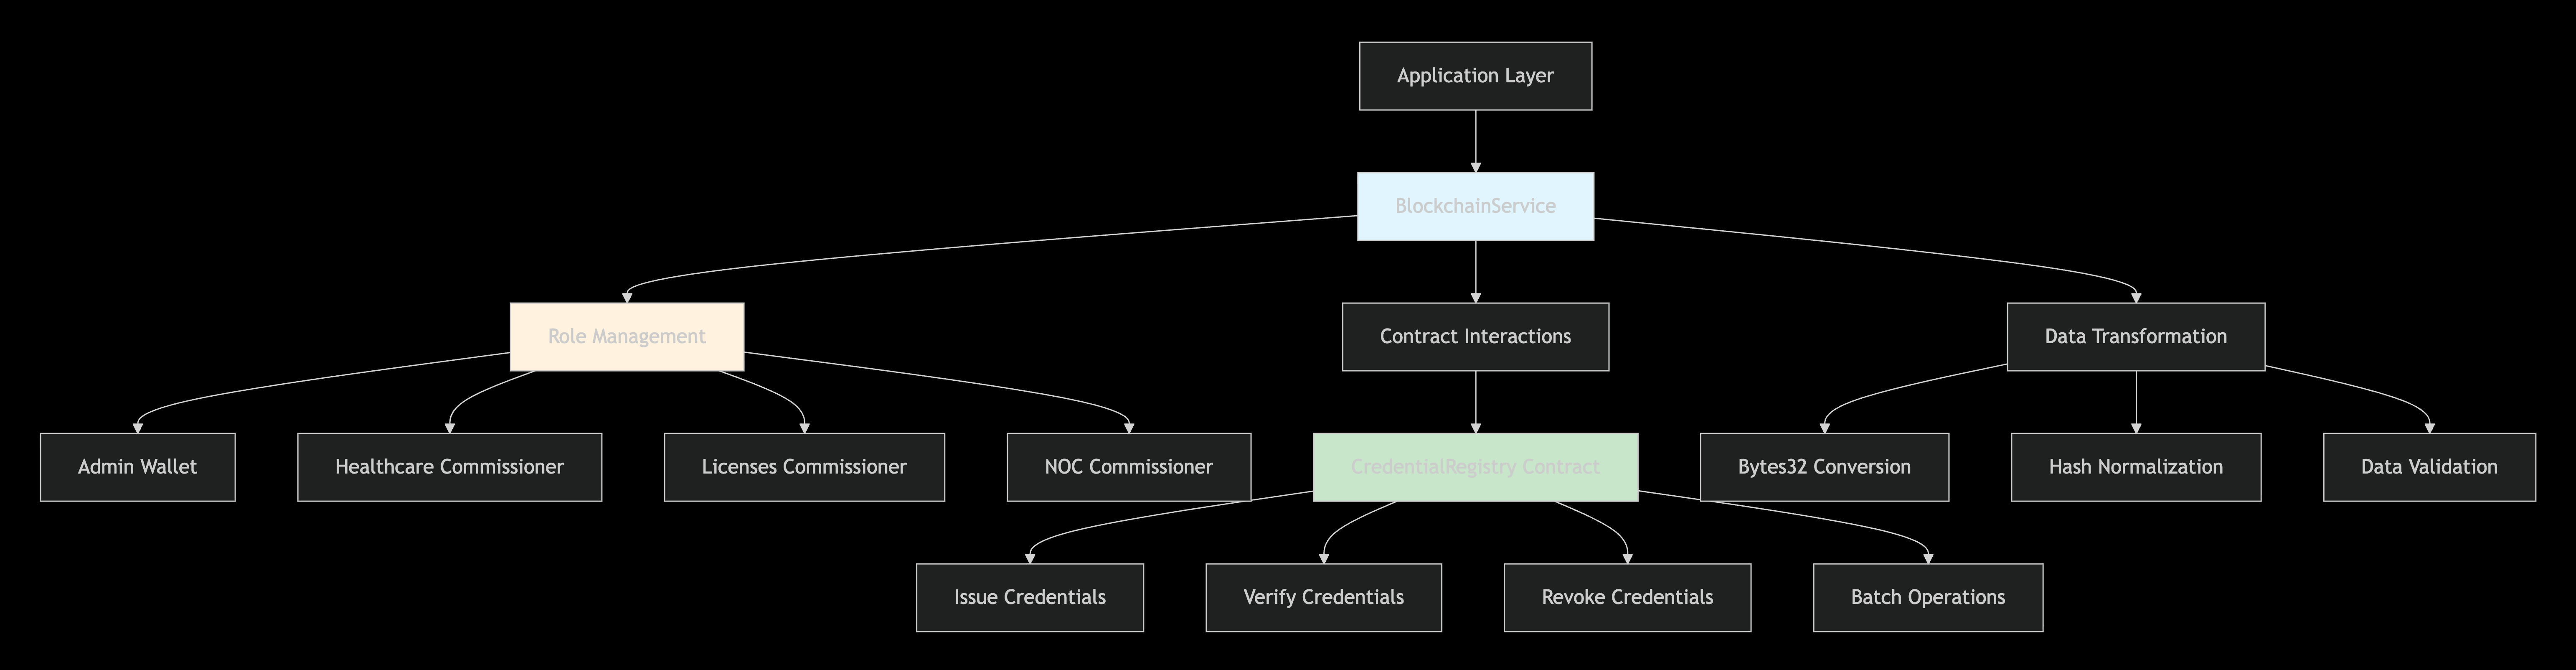 Application Layer
BlockchainService
Role Management
Contract Interactions
Data Transformation
Admin Wallet
Healthcare Commissioner
Licenses Commissioner
NOC Commissioner
CredentialRegistry Contract
Bytes32 Conversion
Hash Normalization
Data Validation
Issue Credentials
Verify Credentials
Revoke Credentials
Batch Operations